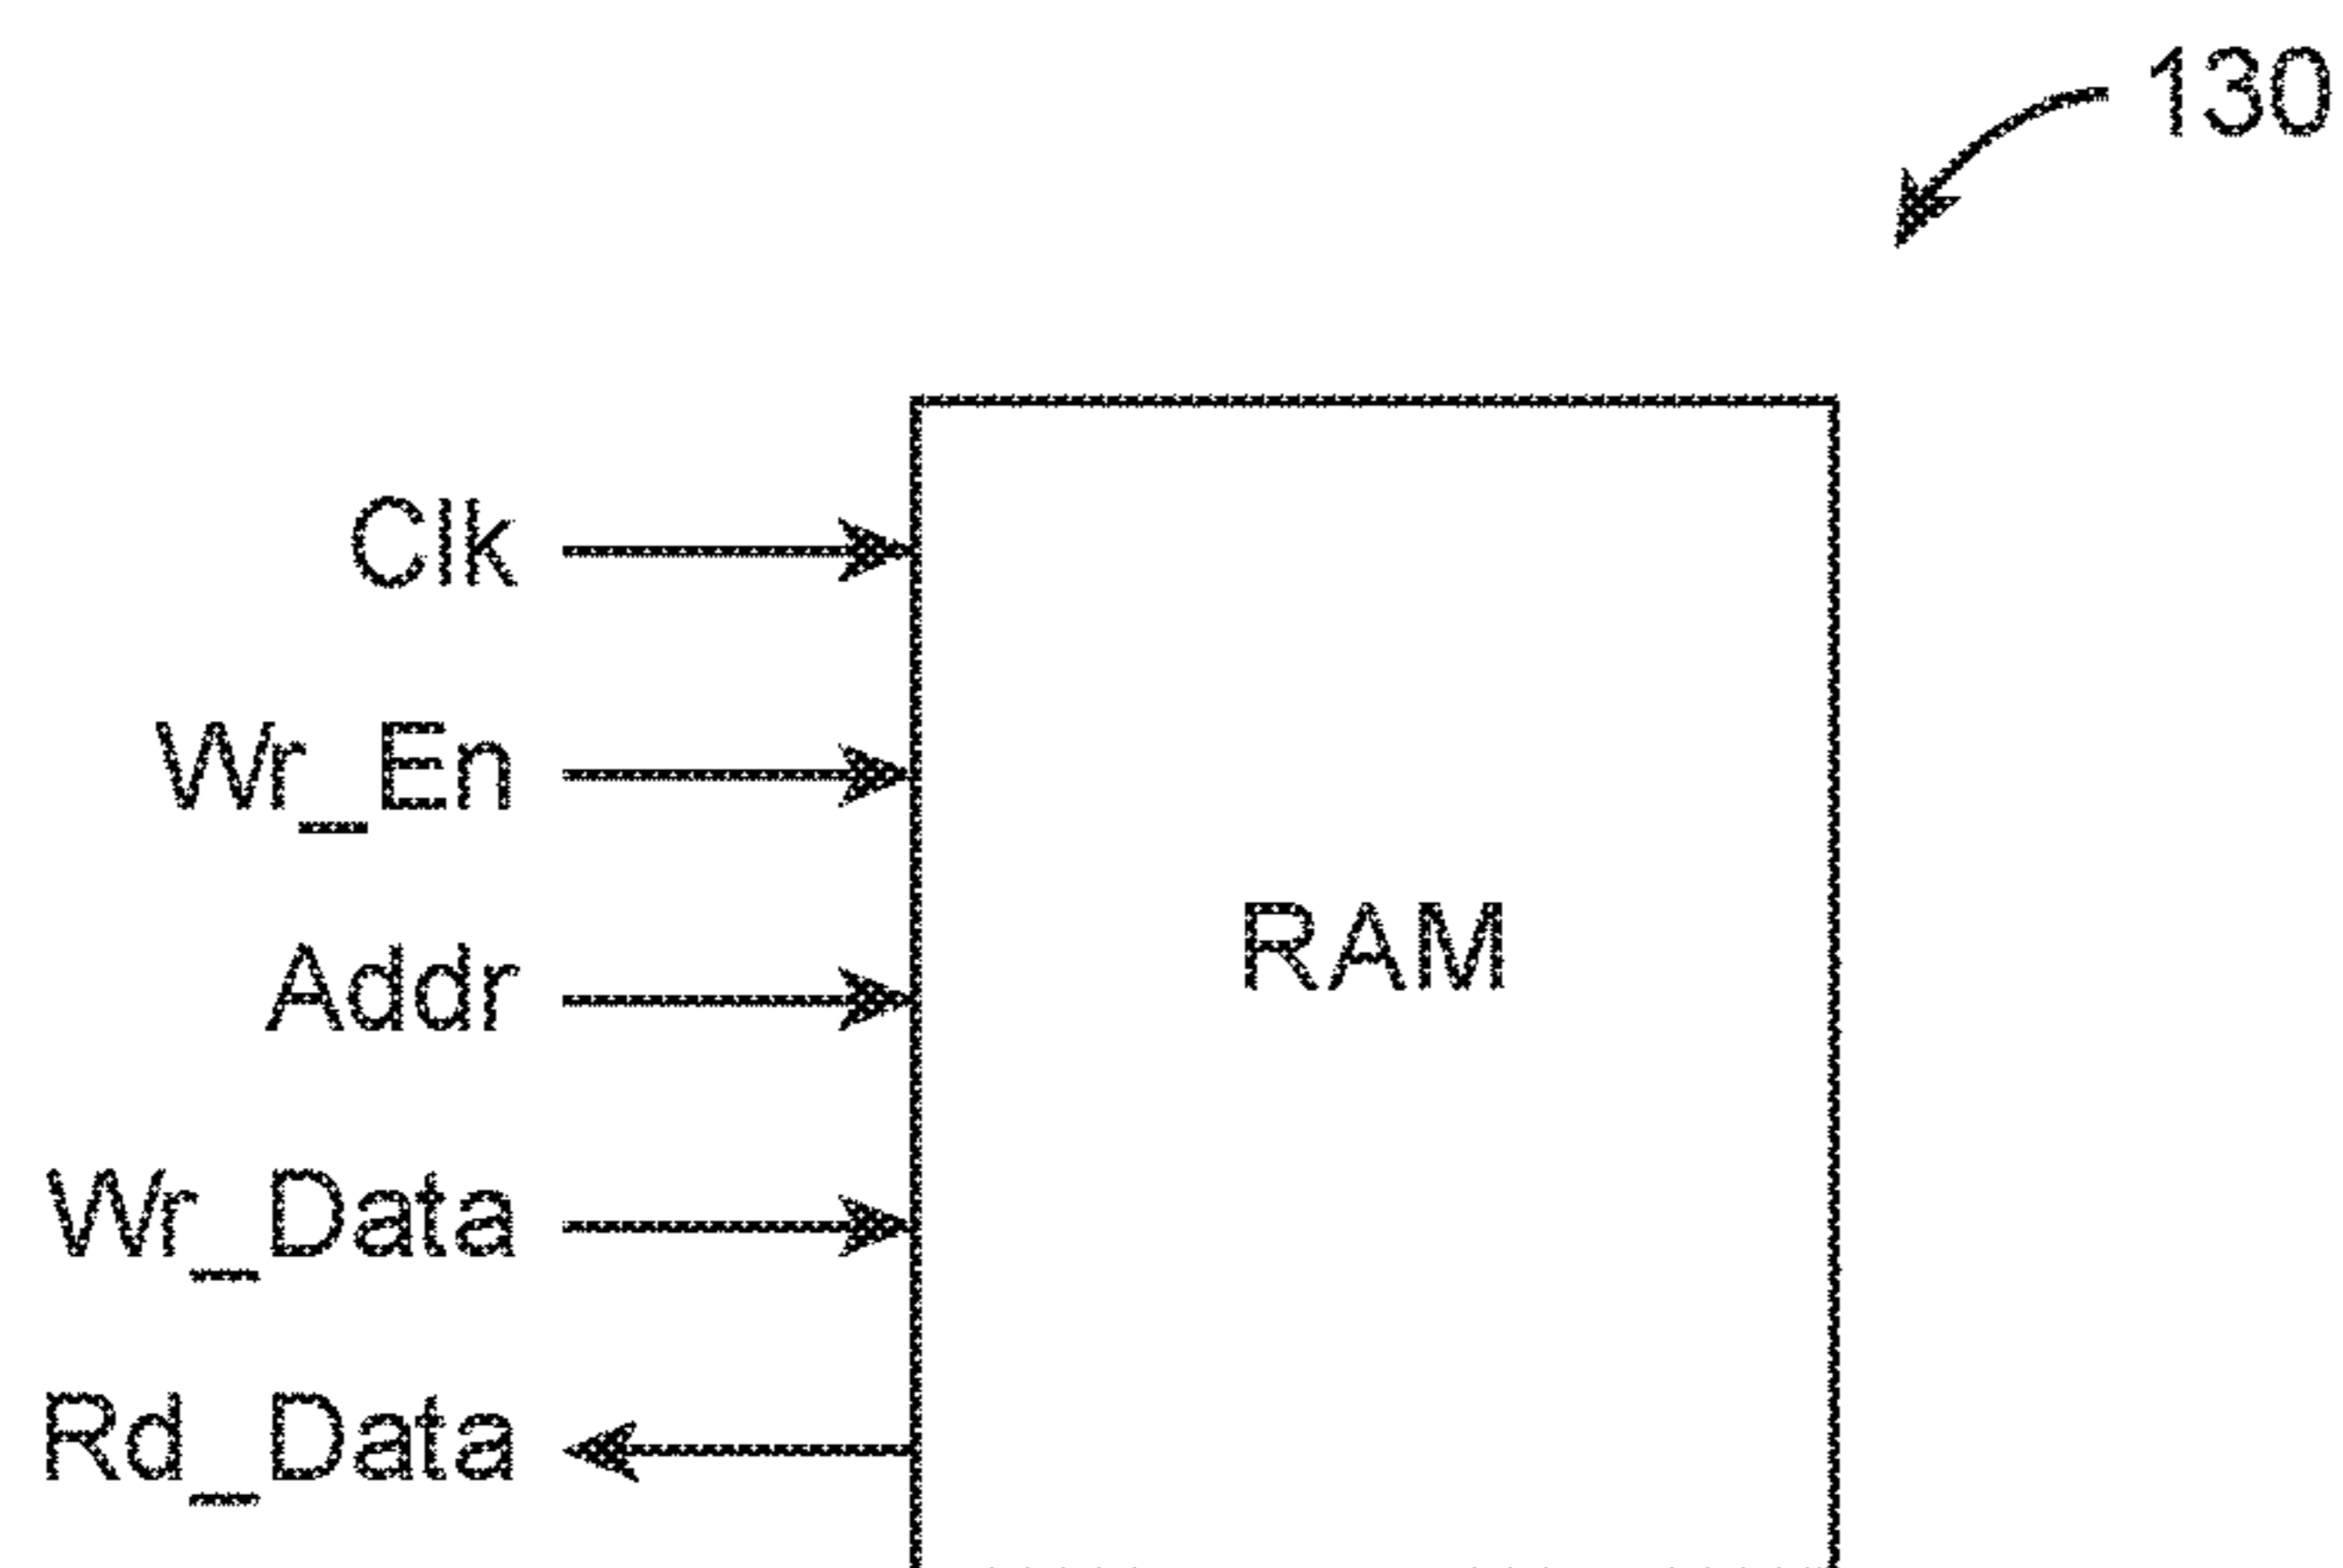 130
Clk
Wr_En
Addr
RAM
Wr_Data
Rd_Data